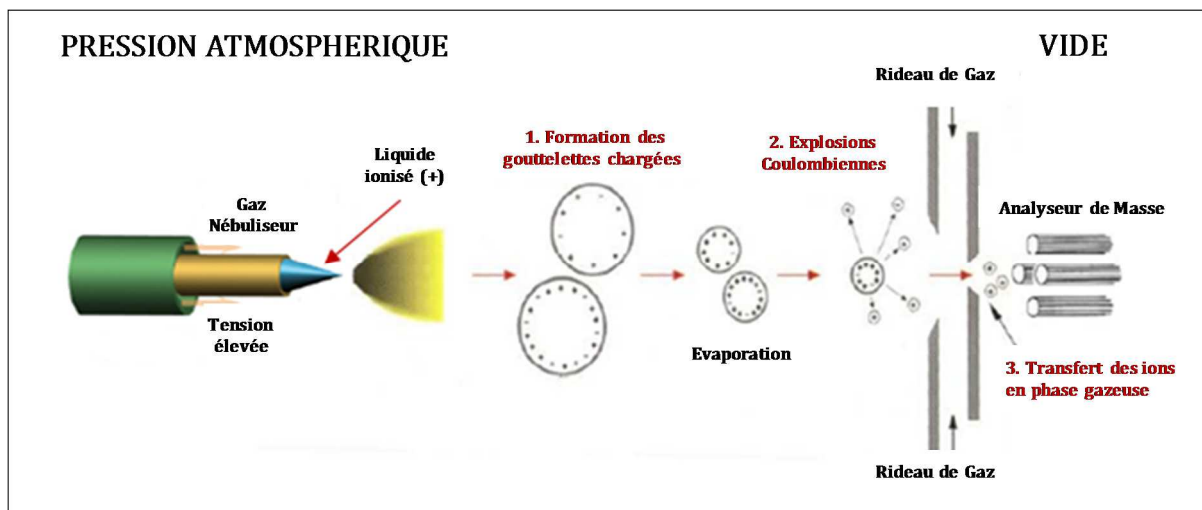 PRESSION ATMOSPHERIQUE
VIDE
Rideau de Gaz
1. Formation des
gouttelettes chargées
2. Explosions
Coulombiennes
Liquide
ionisé (+)
Gaz
Nébuliseur
Analyseur de Masse
Tension
élevée
Evaporation
3. Transfert des ions
en phase gazeuse
Rideau de Gaz